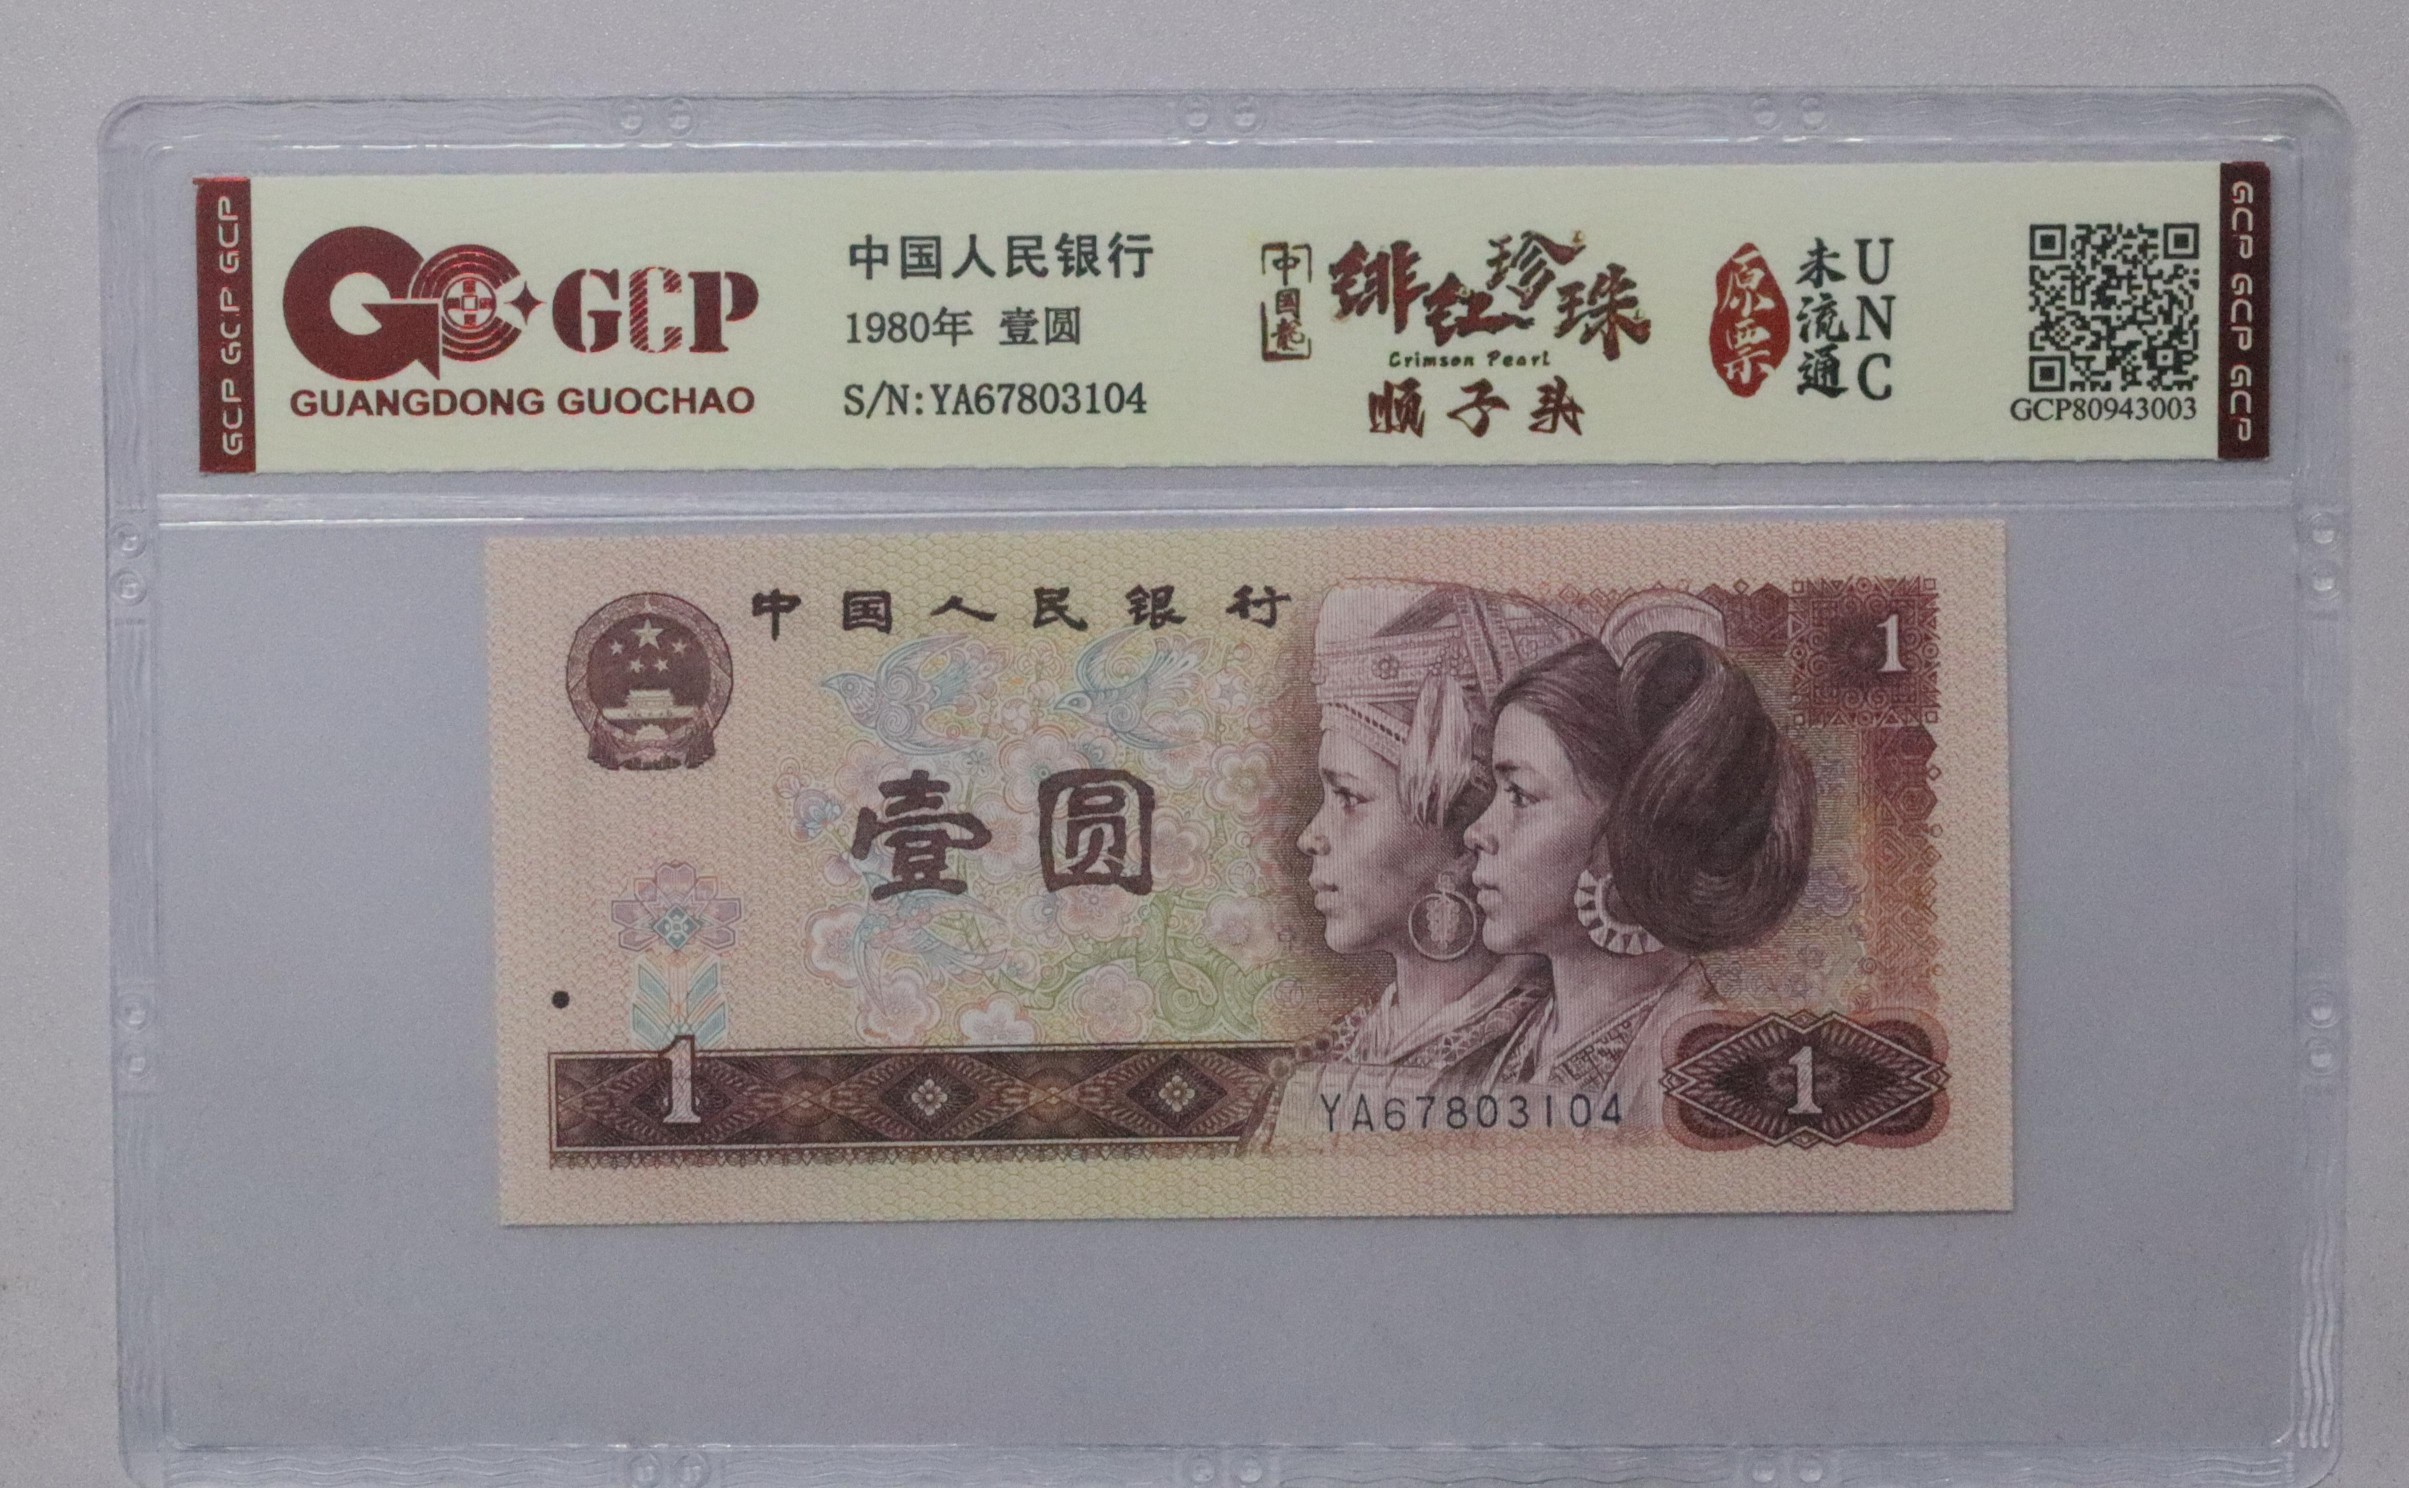 GCP GCP GCP
GCP
GUANGDONG GUOCHAO
中国人民银行
1980年 壹圆
S/N:YA67803104
中国龍
绯红珍珠
Crimson Pearl
顺子头
原票
未流通
UNC
GCP80943003
GCP GCP GCP
中国人民银行
1
壹圆
1
YA67803104
1